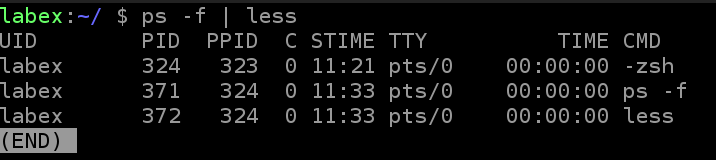 labex:~/ $ ps -f | less
UID          PID    PPID  C STIME TTY          TIME CMD
labex        324     323  0 11:21 pts/0    00:00:00 -zsh
labex        371     324  0 11:33 pts/0    00:00:00 ps -f
labex        372     324  0 11:33 pts/0    00:00:00 less
(END)